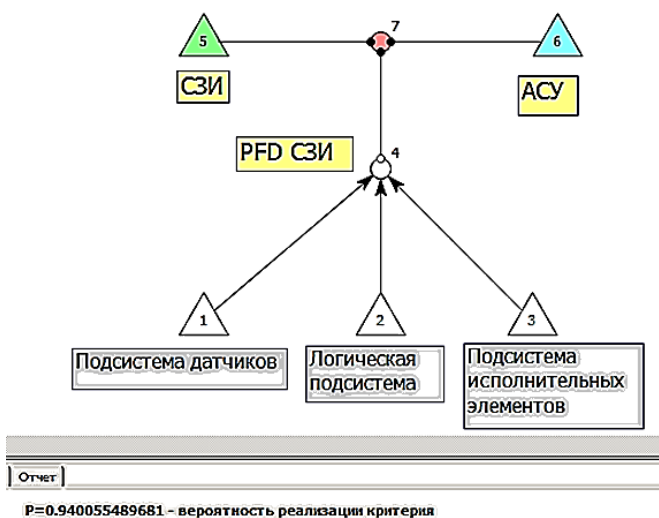 7
5
6
СЗИ
АСУ
PFD СЗИ
4
1
2
3
Подсистема датчиков
Логическая
подсистема
Подсистема
исполнительных
элементов
Отчет
P=0.940055489681 - вероятность реализации критерия